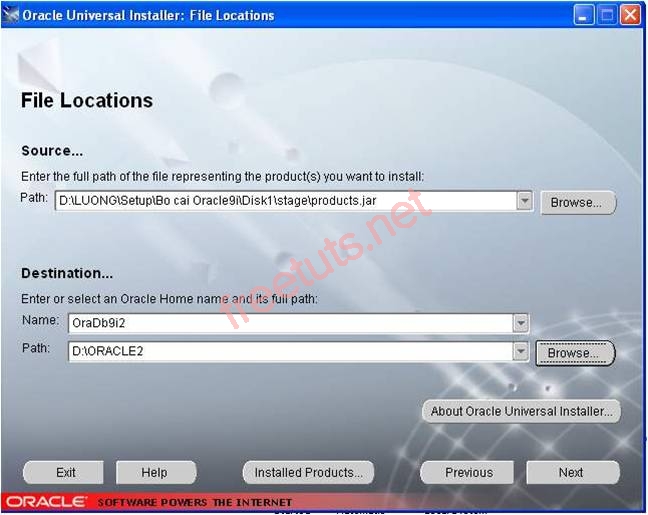 Oracle Universal Installer: File Locations
File Locations
Source...
Enter the full path of the file representing the product(s) you want to install:
Path: D:\LUONG\Setup\Bo cai Oracle9i\Disk1\stage\products.jar Browse...
freetuts.net
Destination...
Enter or select an Oracle Home name and its full path:
Name: OraDb9i2
Path: D:\ORACLE2 Browse...
About Oracle Universal Installer...
Exit Help Installed Products... Previous Next
ORACLE SOFTWARE POWERS THE INTERNET